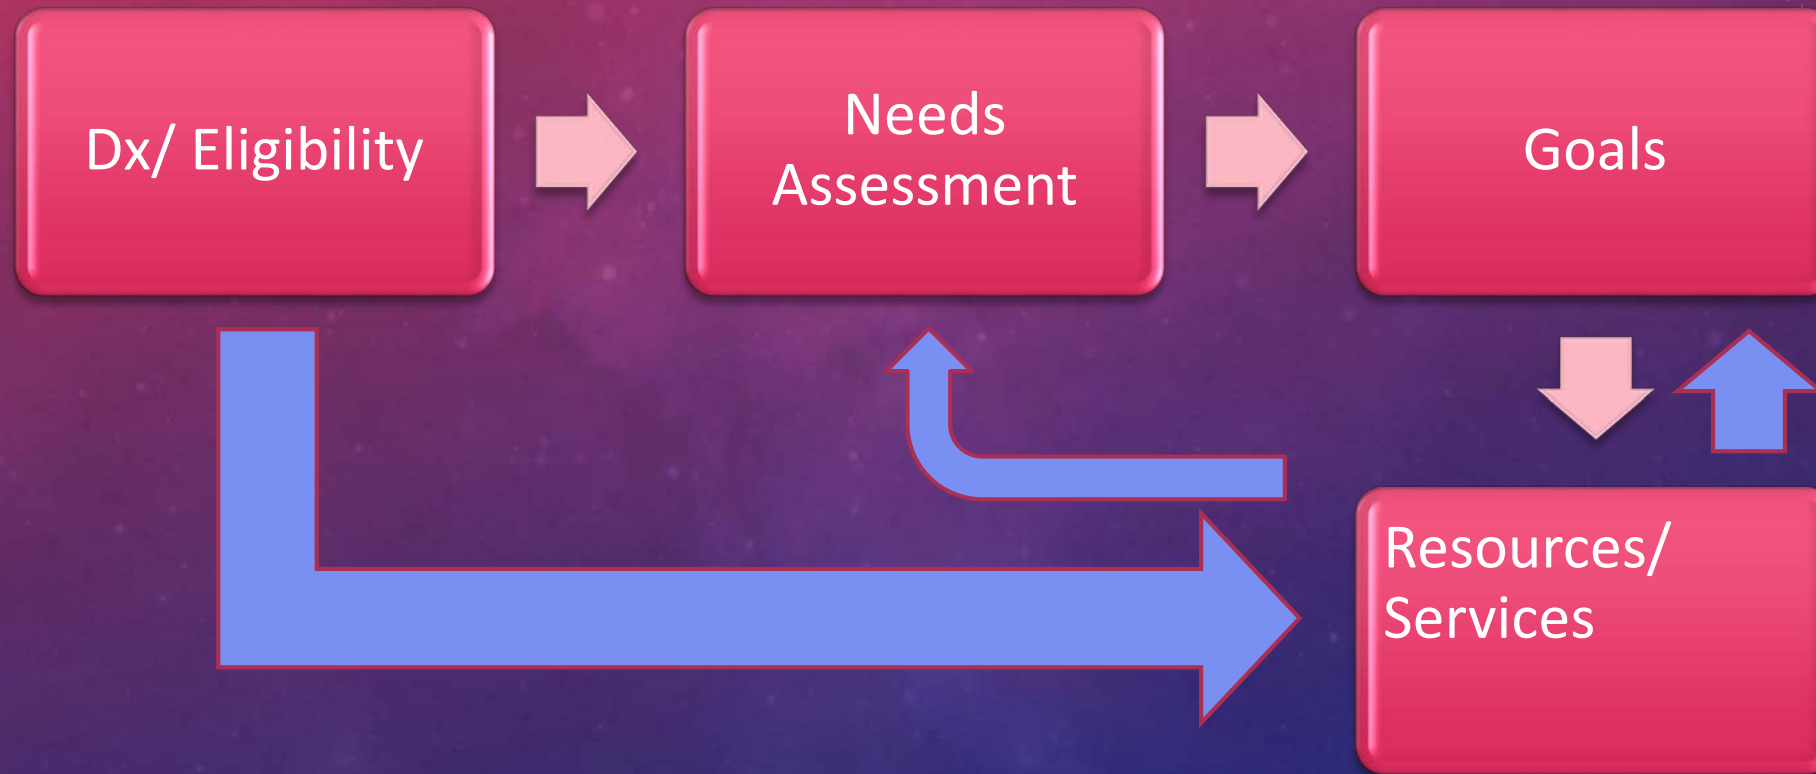 Dx/ Eligibility
Needs
Assessment
Goals
Resources/
Services